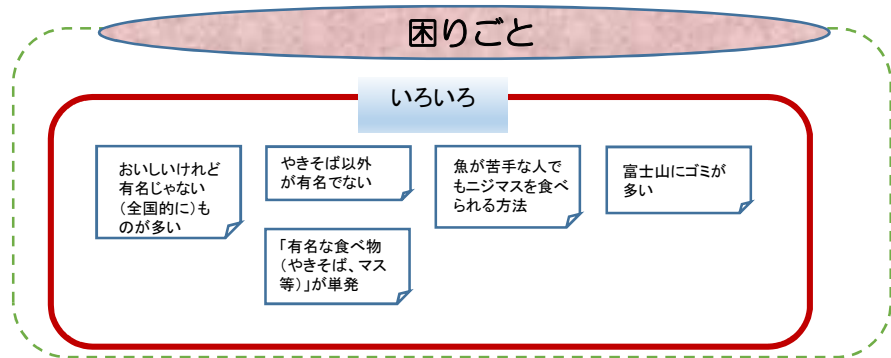 困りごと
いろいろ
おいしいけれど
有名じゃない
（全国的に）も
のが多い
やきそば以外
が有名でない
「有名な食べ物
（やきそば、マス
等）」が単発
魚が苦手な人で
もニジマスを食べ
られる方法
富士山にゴミが
多い